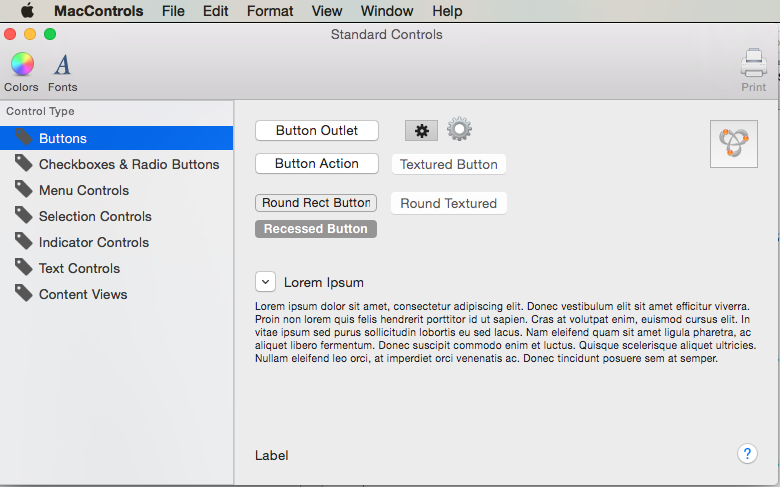 MacControls File Edit Format View Window Help
Standard Controls
Colors Fonts
Print
Control Type
Buttons
Checkboxes & Radio Buttons
Menu Controls
Selection Controls
Indicator Controls
Text Controls
Content Views
Button Outlet
Button Action
Textured Button
Round Rect Button
Round Textured
Recessed Button
Lorem Ipsum
Lorem ipsum dolor sit amet, consectetur adipiscing elit. Donec vestibulum elit sit amet efficitur viverra.
Proin non lorem quis felis hendrerit porttitor id ut sapien. Cras at volutpat enim, euismod cursus elit. In
vitae ipsum sed purus sollicitudin lobortis eu sed lacus. Nam eleifend quam sit amet ligula pharetra, ac
aliquet libero fermentum. Donec suscipit commodo enim et luctus. Quisque scelerisque aliquet ultricies.
Nullam eleifend leo orci, at imperdiet orci venenatis ac. Donec tincidunt posuere sem at semper.
Label
?